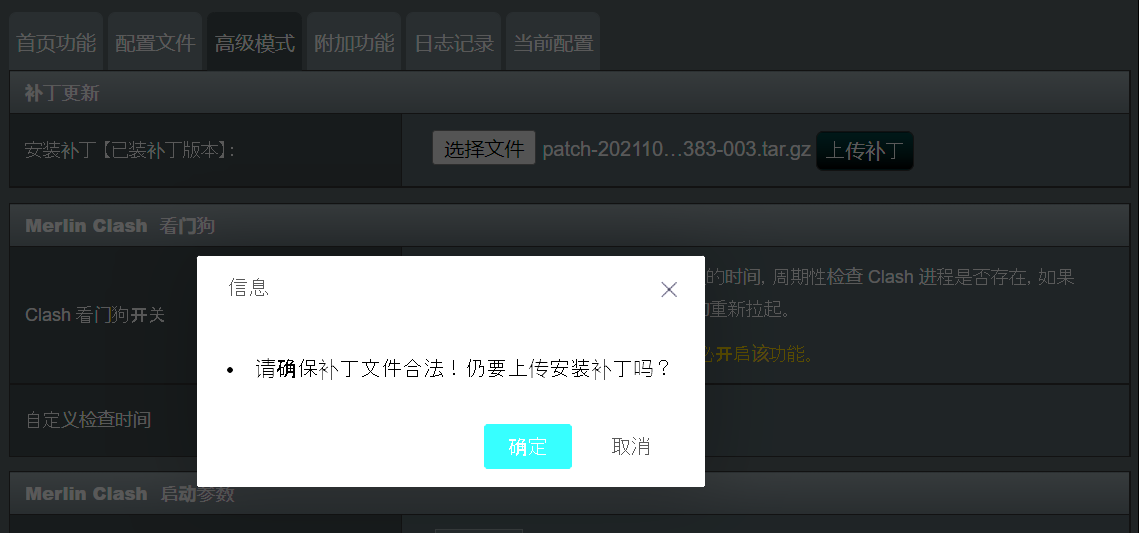 首页功能 配置文件 高级模式 附加功能 日志记录 当前配置
补丁更新
安装补丁【已装补丁版本】:
选择文件 patch-202110...383-003.tar.gz 上传补丁
Merlin Clash 看门狗
的时间, 周期性检查 Clash 进程是否存在, 如果
重新拉起。
Clash 看门狗开关
开启该功能。
自定义检查时间
Merlin Clash 启动参数
信息
• 请确保补丁文件合法！仍要上传安装补丁吗？
确定 取消